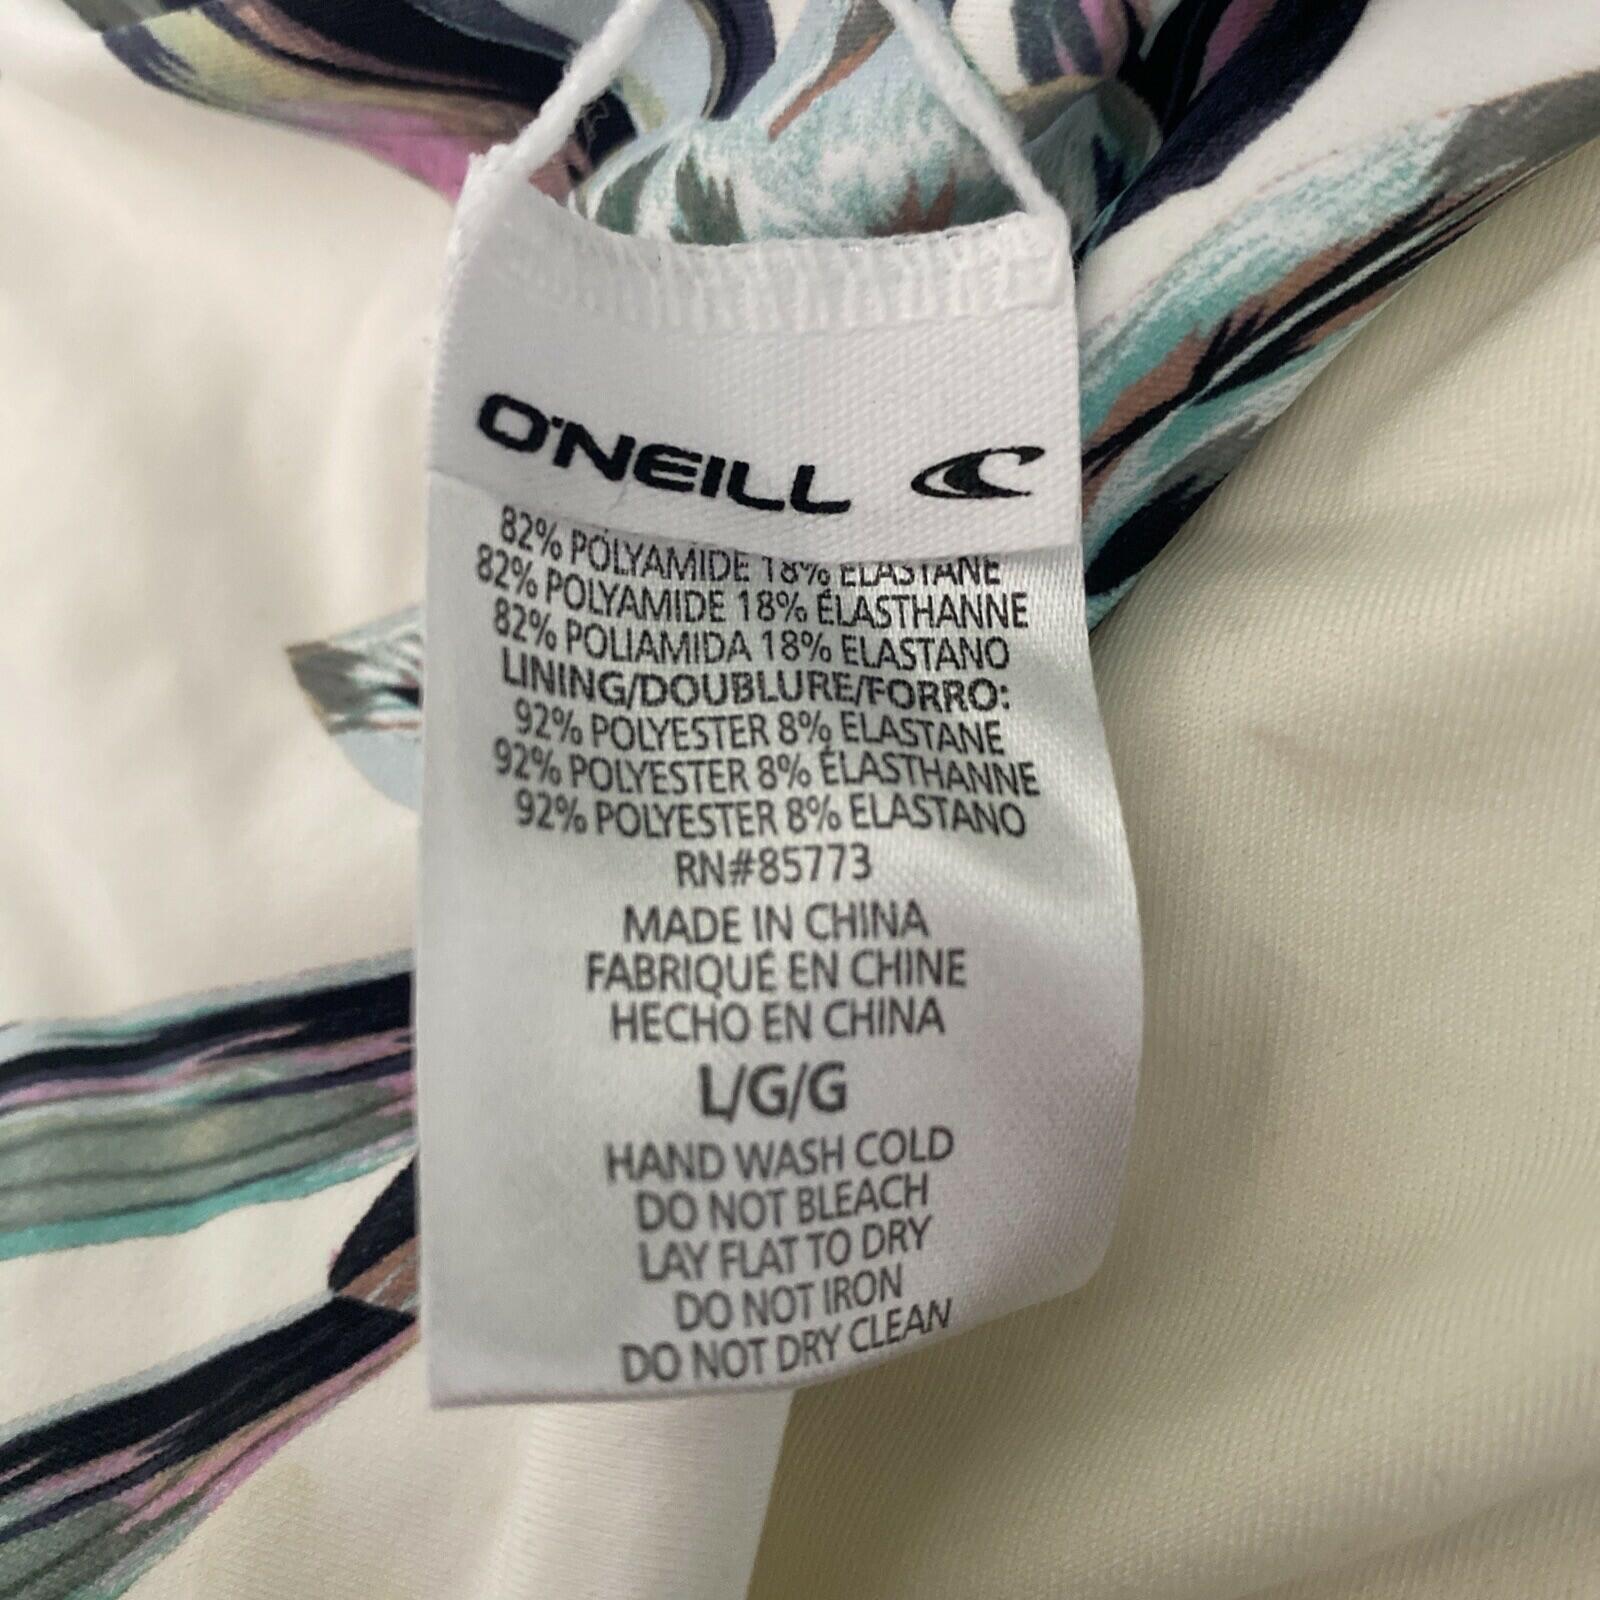 O'NEILL
82% POLYAMIDE 18% ELASTANE
82% POLYAMIDE 18% ÉLASTHANNE
82% POLIAMIDA 18% ELASTANO
LINING/DOUBLURE/FORRO:
92% POLYESTER 8% ELASTANE
92% POLYESTER 8% ÉLASTHANNE
92% POLYESTER 8% ELASTANO
RN#85773
MADE IN CHINA
FABRIQUÉ EN CHINE
HECHO EN CHINA
L/G/G
HAND WASH COLD
DO NOT BLEACH
LAY FLAT TO DRY
DO NOT IRON
DO NOT DRY CLEAN